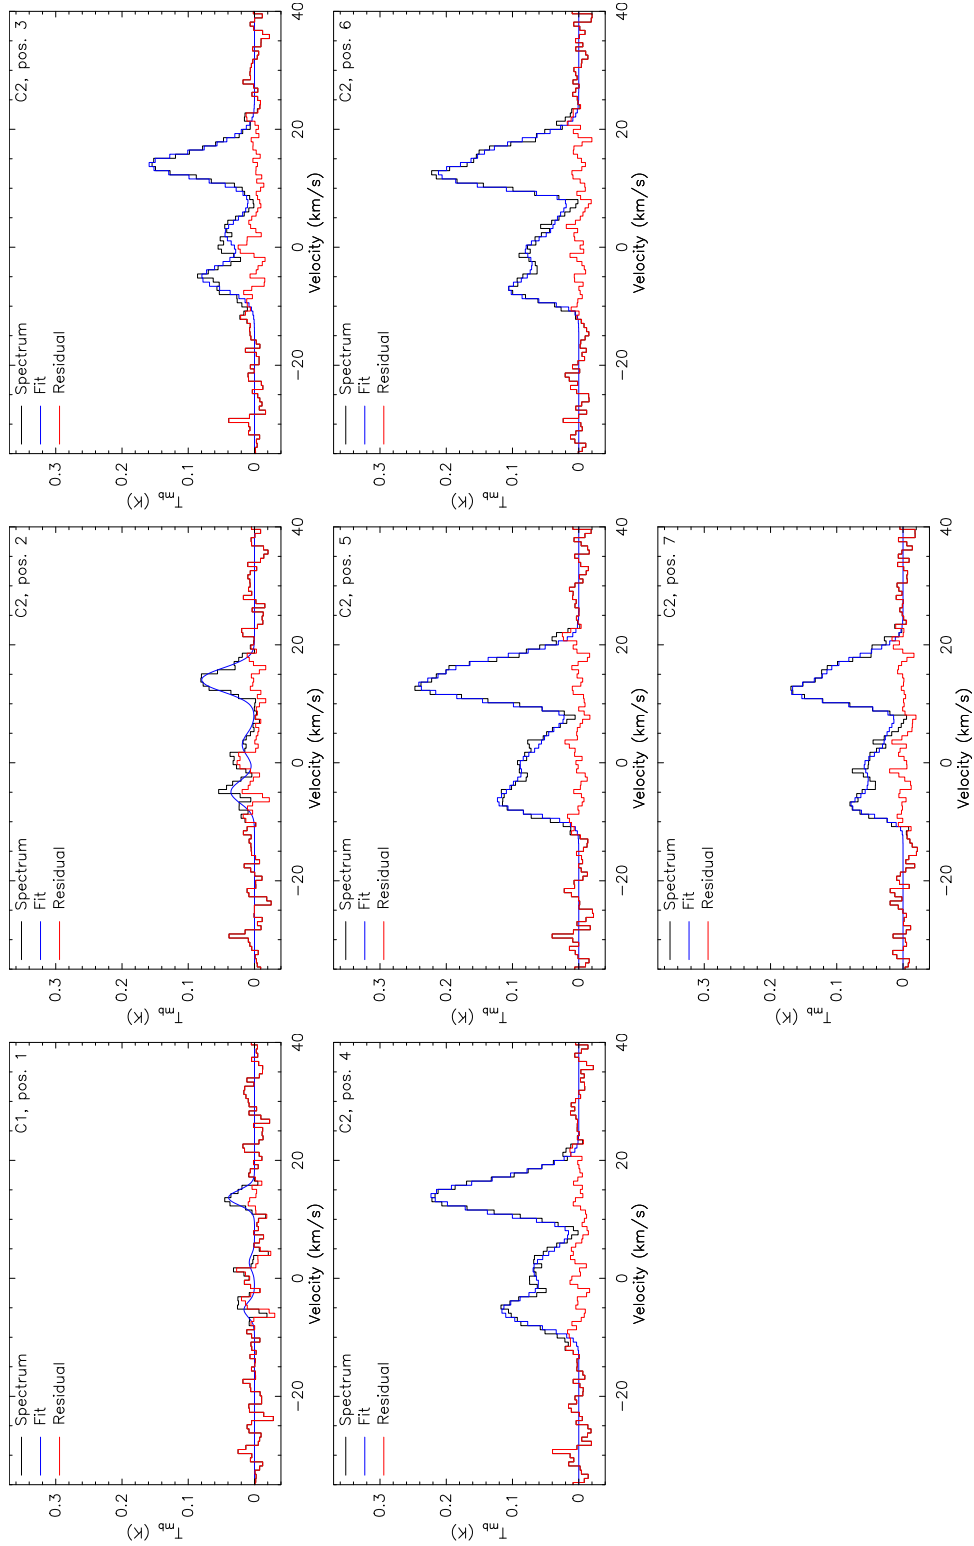 C1, pos. 1
Spectrum
Fit
Residual
T_mb (K)
0.3
0.2
0.1
0
−20
0
20
40
Velocity (km/s)
C2, pos. 2
Spectrum
Fit
Residual
T_mb (K)
0.3
0.2
0.1
0
−20
0
20
40
Velocity (km/s)
C2, pos. 3
Spectrum
Fit
Residual
T_mb (K)
0.3
0.2
0.1
0
−20
0
20
40
Velocity (km/s)
C2, pos. 4
Spectrum
Fit
Residual
T_mb (K)
0.3
0.2
0.1
0
−20
0
20
40
Velocity (km/s)
C2, pos. 5
Spectrum
Fit
Residual
T_mb (K)
0.3
0.2
0.1
0
−20
0
20
40
Velocity (km/s)
C2, pos. 6
Spectrum
Fit
Residual
T_mb (K)
0.3
0.2
0.1
0
−20
0
20
40
Velocity (km/s)
C2, pos. 7
Spectrum
Fit
Residual
T_mb (K)
0.3
0.2
0.1
0
−20
0
20
40
Velocity (km/s)